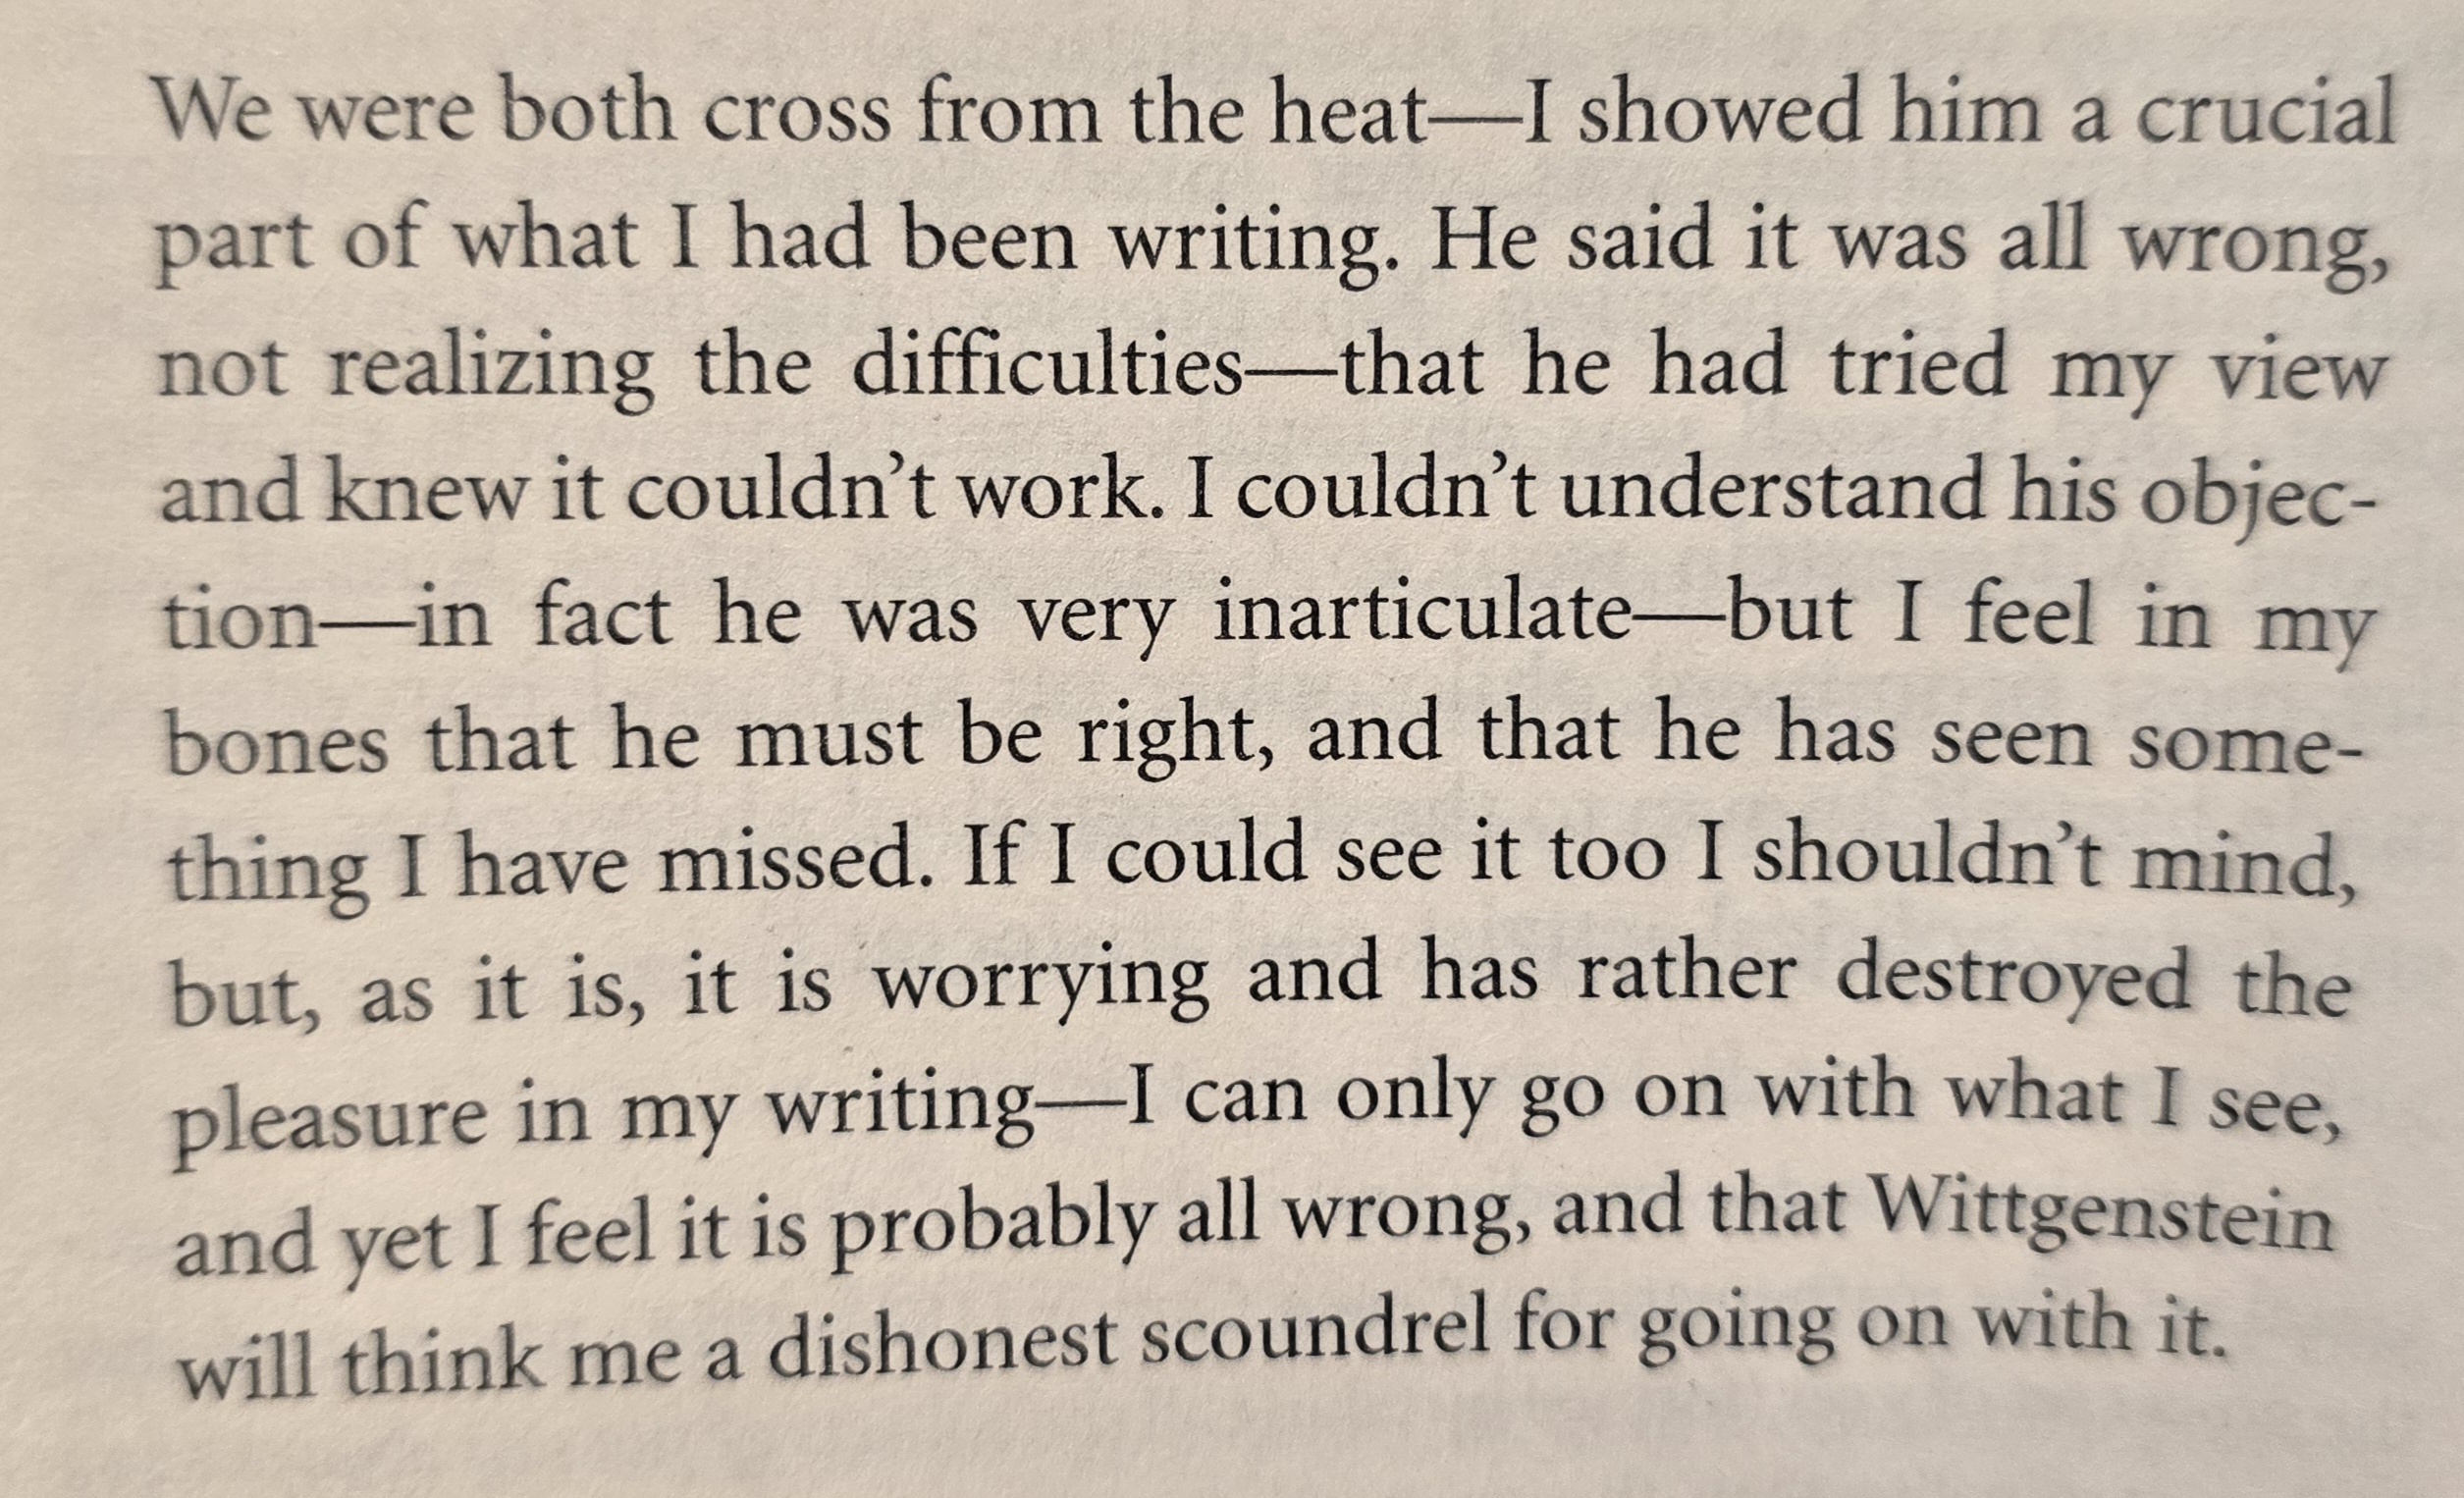 We were both cross from the heat—I showed him a crucial
part of what I had been writing. He said it was all wrong,
not realizing the difficulties—that he had tried my view
and knew it couldn’t work. I couldn’t understand his objec-
tion—in fact he was very inarticulate—but I feel in my
bones that he must be right, and that he has seen some-
thing I have missed. If I could see it too I shouldn’t mind,
but, as it is, it is worrying and has rather destroyed the
pleasure in my writing—I can only go on with what I see,
and yet I feel it is probably all wrong, and that Wittgenstein
will think me a dishonest scoundrel for going on with it.